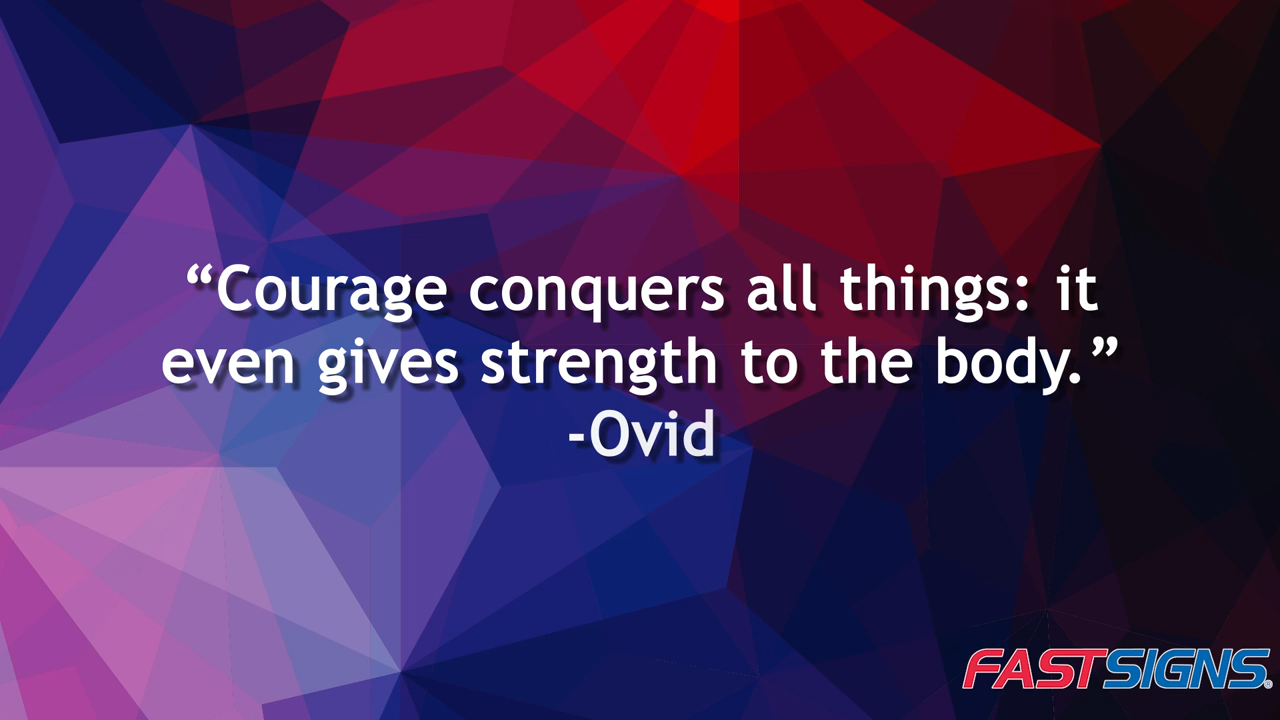 “Courage conquers all things: it
even gives strength to the body.”
-Ovid
FASTSIGNS®